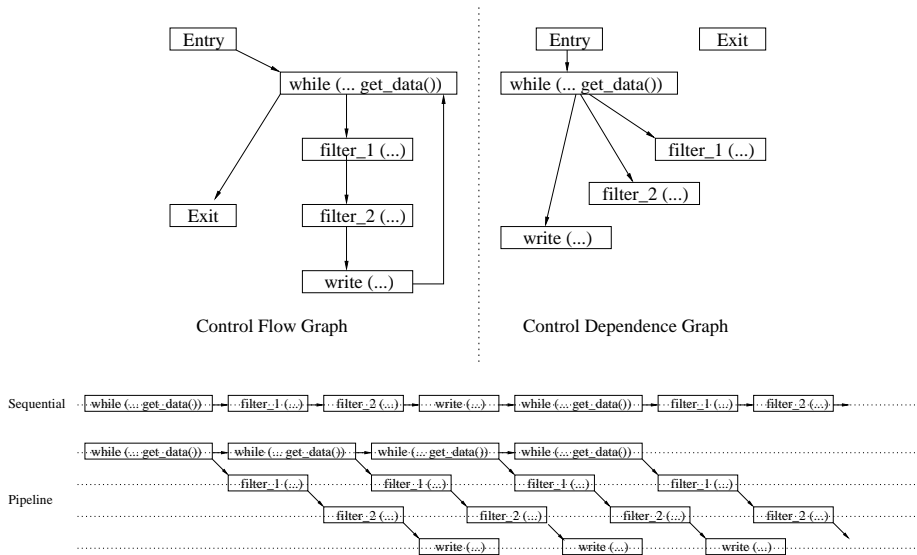 Entry
Entry
Exit
while (... get_data())
while (... get_data())
filter_1 (...)
filter_1 (...)
filter_2 (...)
Exit
filter_2 (...)
write (...)
write (...)
Control Flow Graph
Control Dependence Graph
Sequential
while (... get_data())
filter_1 (...)
filter_2 (...)
write (...)
while (... get_data())
filter_1 (...)
filter_2 (...)
Pipeline
while (... get_data())
while (... get_data())
while (... get_data())
while (... get_data())
filter_1 (...)
filter_1 (...)
filter_1 (...)
filter_1 (...)
filter_2 (...)
filter_2 (...)
filter_2 (...)
filter_2 (...)
write (...)
write (...)
write (...)